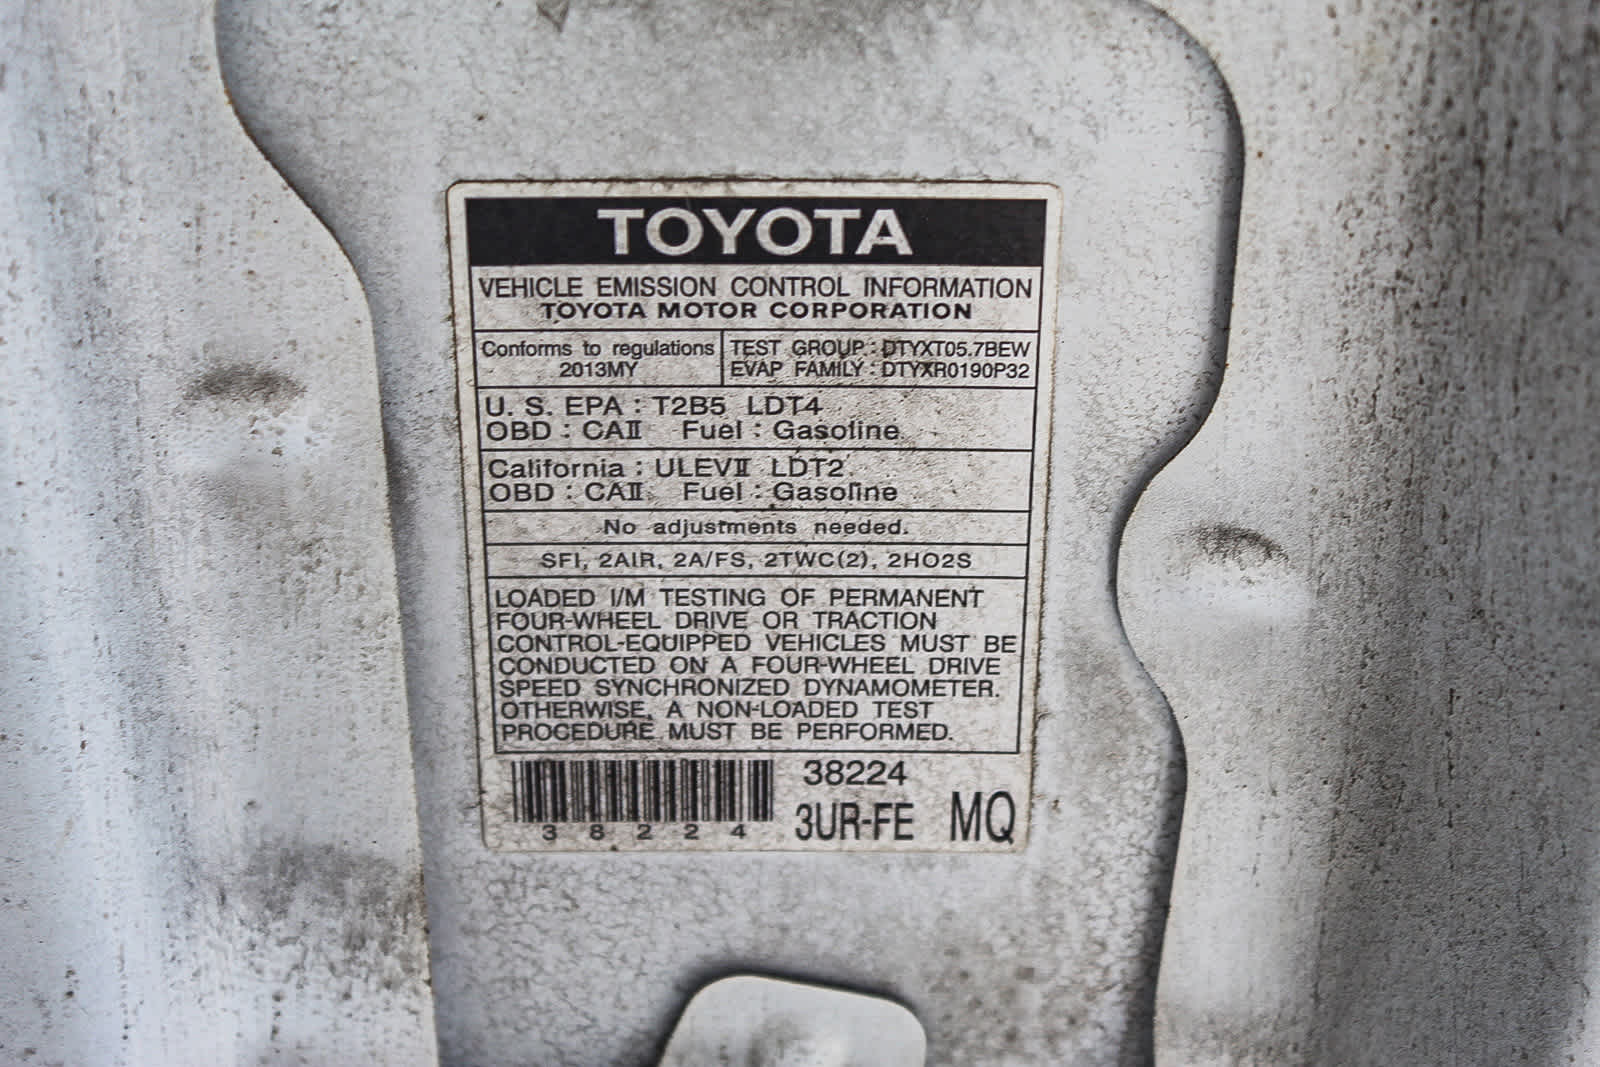 TOYOTA
VEHICLE EMISSION CONTROL INFORMATION
TOYOTA MOTOR CORPORATION
Conforms to regulations
2013MY
TEST GROUP : DTYXT05.7BEW
EVAP FAMILY : DTYXR0190P32
U. S. EPA : T2B5 LDT4
OBD : CAⅡ Fuel : Gasoline
California : ULEVⅡ LDT2
OBD : CAⅡ Fuel : Gasoline
No adjustments needed.
SFI, 2AIR, 2A/FS, 2TWC(2), 2HO2S
LOADED I/M TESTING OF PERMANENT
FOUR-WHEEL DRIVE OR TRACTION
CONTROL-EQUIPPED VEHICLES MUST BE
CONDUCTED ON A FOUR-WHEEL DRIVE
SPEED SYNCHRONIZED DYNAMOMETER.
OTHERWISE, A NON-LOADED TEST
PROCEDURE MUST BE PERFORMED.
38224
38224
3UR-FE MQ